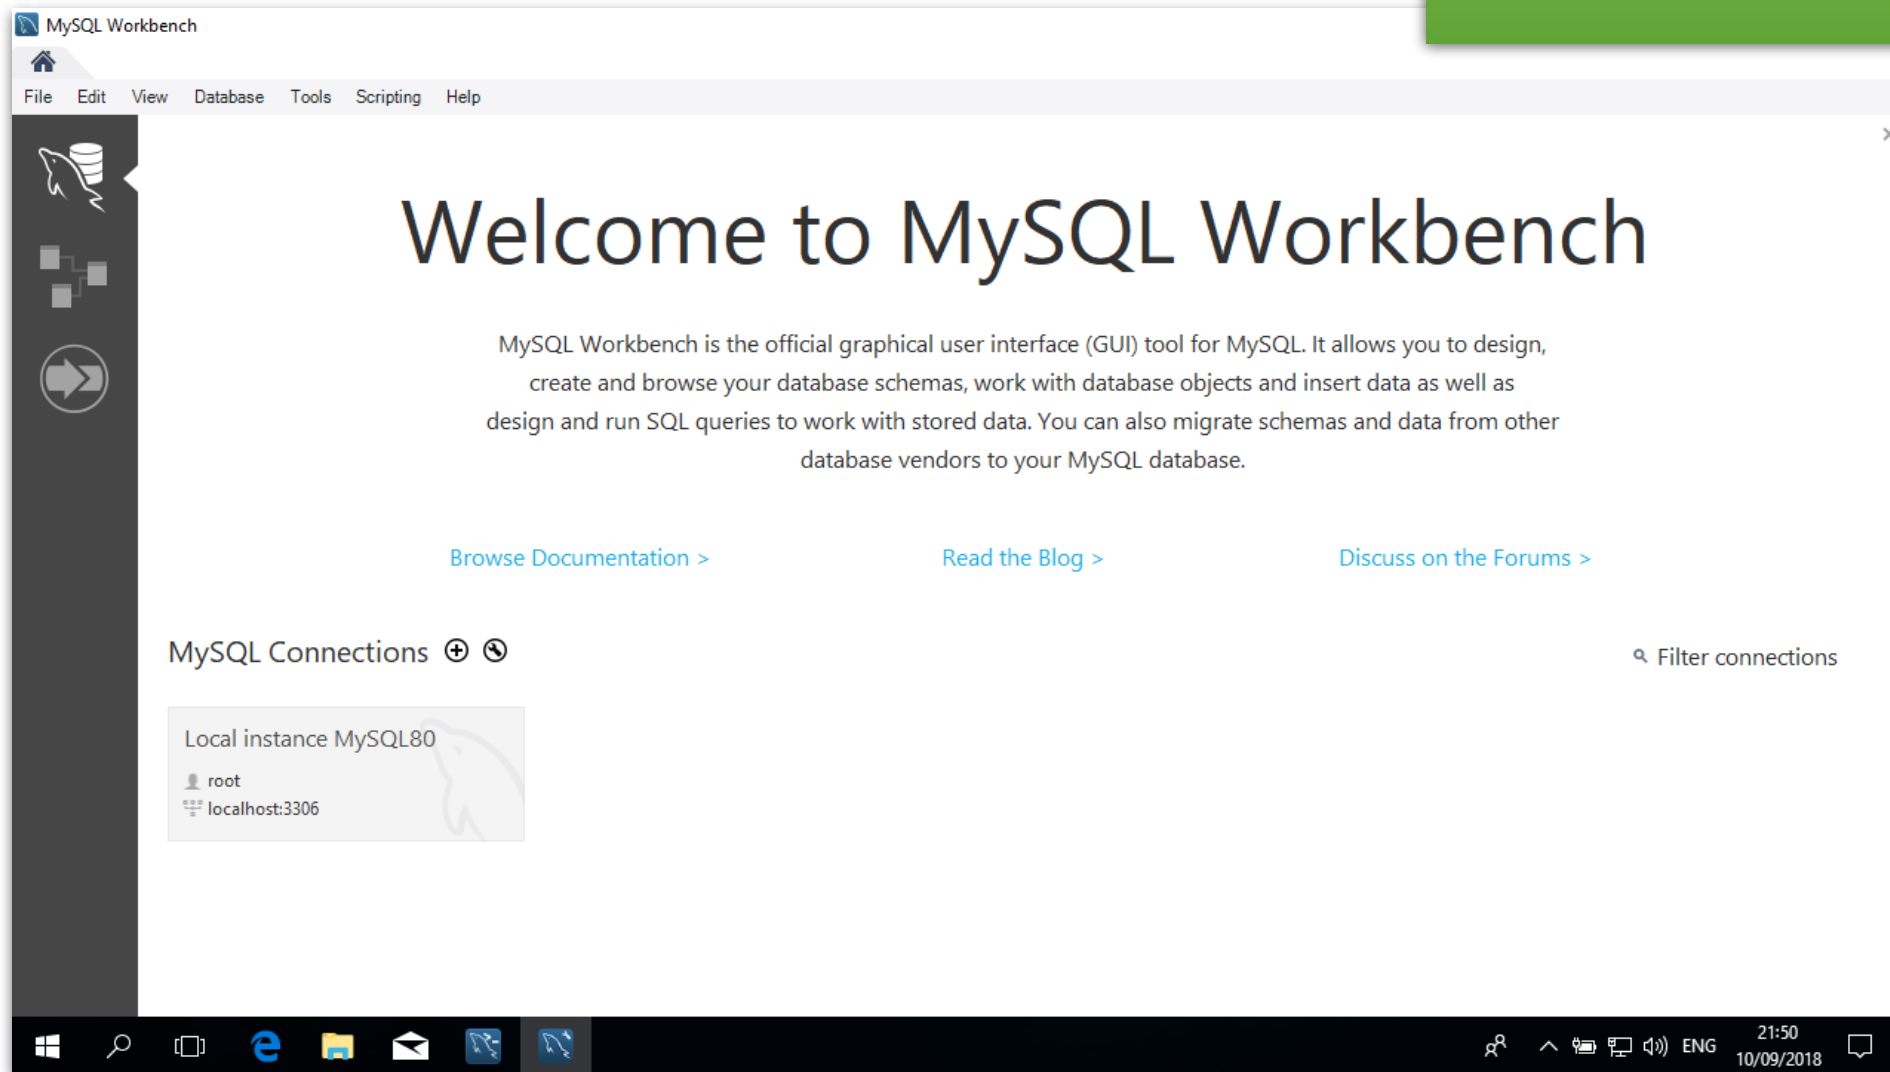 MySQL Workbench
File Edit View Database Tools Scripting Help
Welcome to MySQL Workbench
MySQL Workbench is the official graphical user interface (GUI) tool for MySQL. It allows you to design,
create and browse your database schemas, work with database objects and insert data as well as
design and run SQL queries to work with stored data. You can also migrate schemas and data from other
database vendors to your MySQL database.
Browse Documentation > Read the Blog > Discuss on the Forums >
MySQL Connections Filter connections
Local instance MySQL80
root
localhost:3306
ENG 21:50
10/09/2018